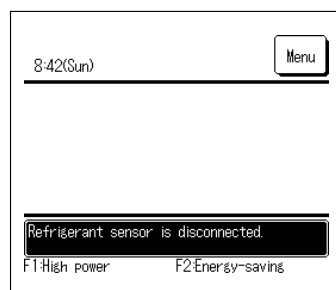 8:42(Sun)
Menu
Refrigerant sensor is disconnected.
F1:High power F2:Energy-saving